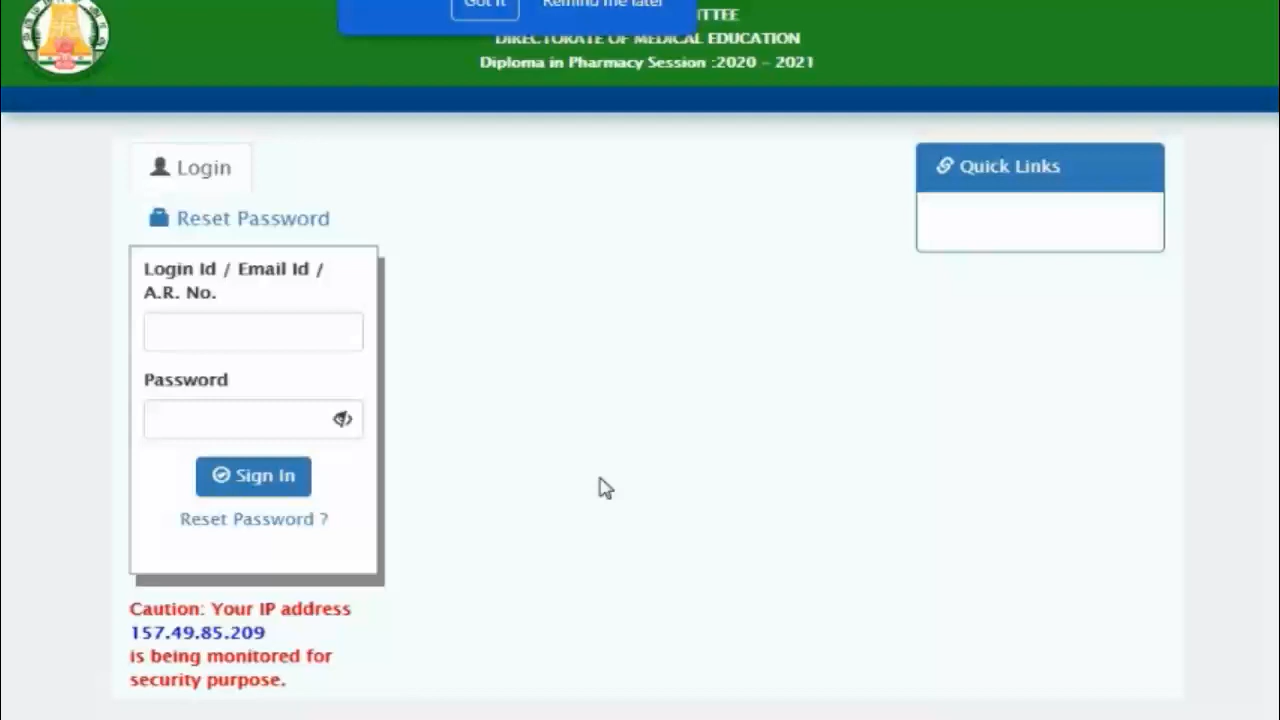 Got it Remind me later
DIRECTORATE OF MEDICAL EDUCATION
Diploma in Pharmacy Session :2020 - 2021
Login
Quick Links
Reset Password
Login Id / Email Id /
A.R. No.
Password
Sign In
Reset Password ?
Caution: Your IP address
157.49.85.209
is being monitored for
security purpose.